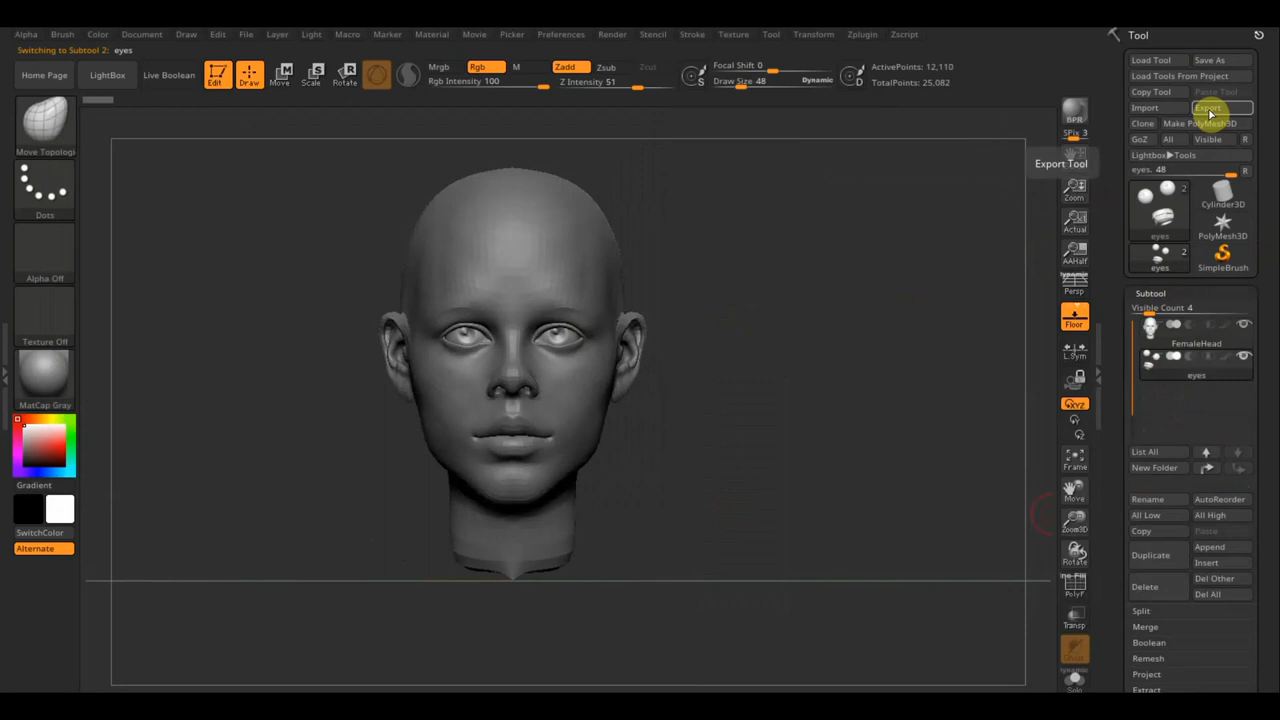 Alpha Brush Color Document Draw Edit File Layer Light Macro Marker Material Movie Picker Preferences Render Stencil Stroke Texture Tool Transform Zplugin Zscript
Tool
Switching to Subtool 2: eyes
Home Page
LightBox
Live Boolean
Edit
Draw
Move
Scale
Rotate
Mrgb Rgb M
Rgb Intensity 100
Zadd Zsub Zcut
Z Intensity 51
Focal Shift 0
Draw Size 48 Dynamic
ActivePoints: 12,110
TotalPoints: 25,082
Load Tool Save As
Load Tools From Project
Copy Tool Paste Tool
Import Export
Clone Make PolyMesh3D
GoZ All Visible R
Lightbox▶Tools
eyes. 48 R
2
eyes
Cylinder3D
PolyMesh3D
2
eyes
SimpleBrush
Export Tool
Move Topologi
Dots
Alpha Off
Texture Off
MatCap Gray
Gradient
SwitchColor
Alternate
BPR
SPix 3
Zoom
Actual
AAHalf
Dynamic
Persp
Floor
L.Sym
XYZ
Frame
Move
Zoom3D
Rotate
Line Fill
PolyF
Transp
Dynamic
Solo
Subtool
Visible Count 4
FemaleHead
eyes
List All
New Folder
Rename AutoReorder
All Low All High
Copy Paste
Duplicate Append
Insert
Delete Del Other
Del All
Split
Merge
Boolean
Remesh
Project
Extract